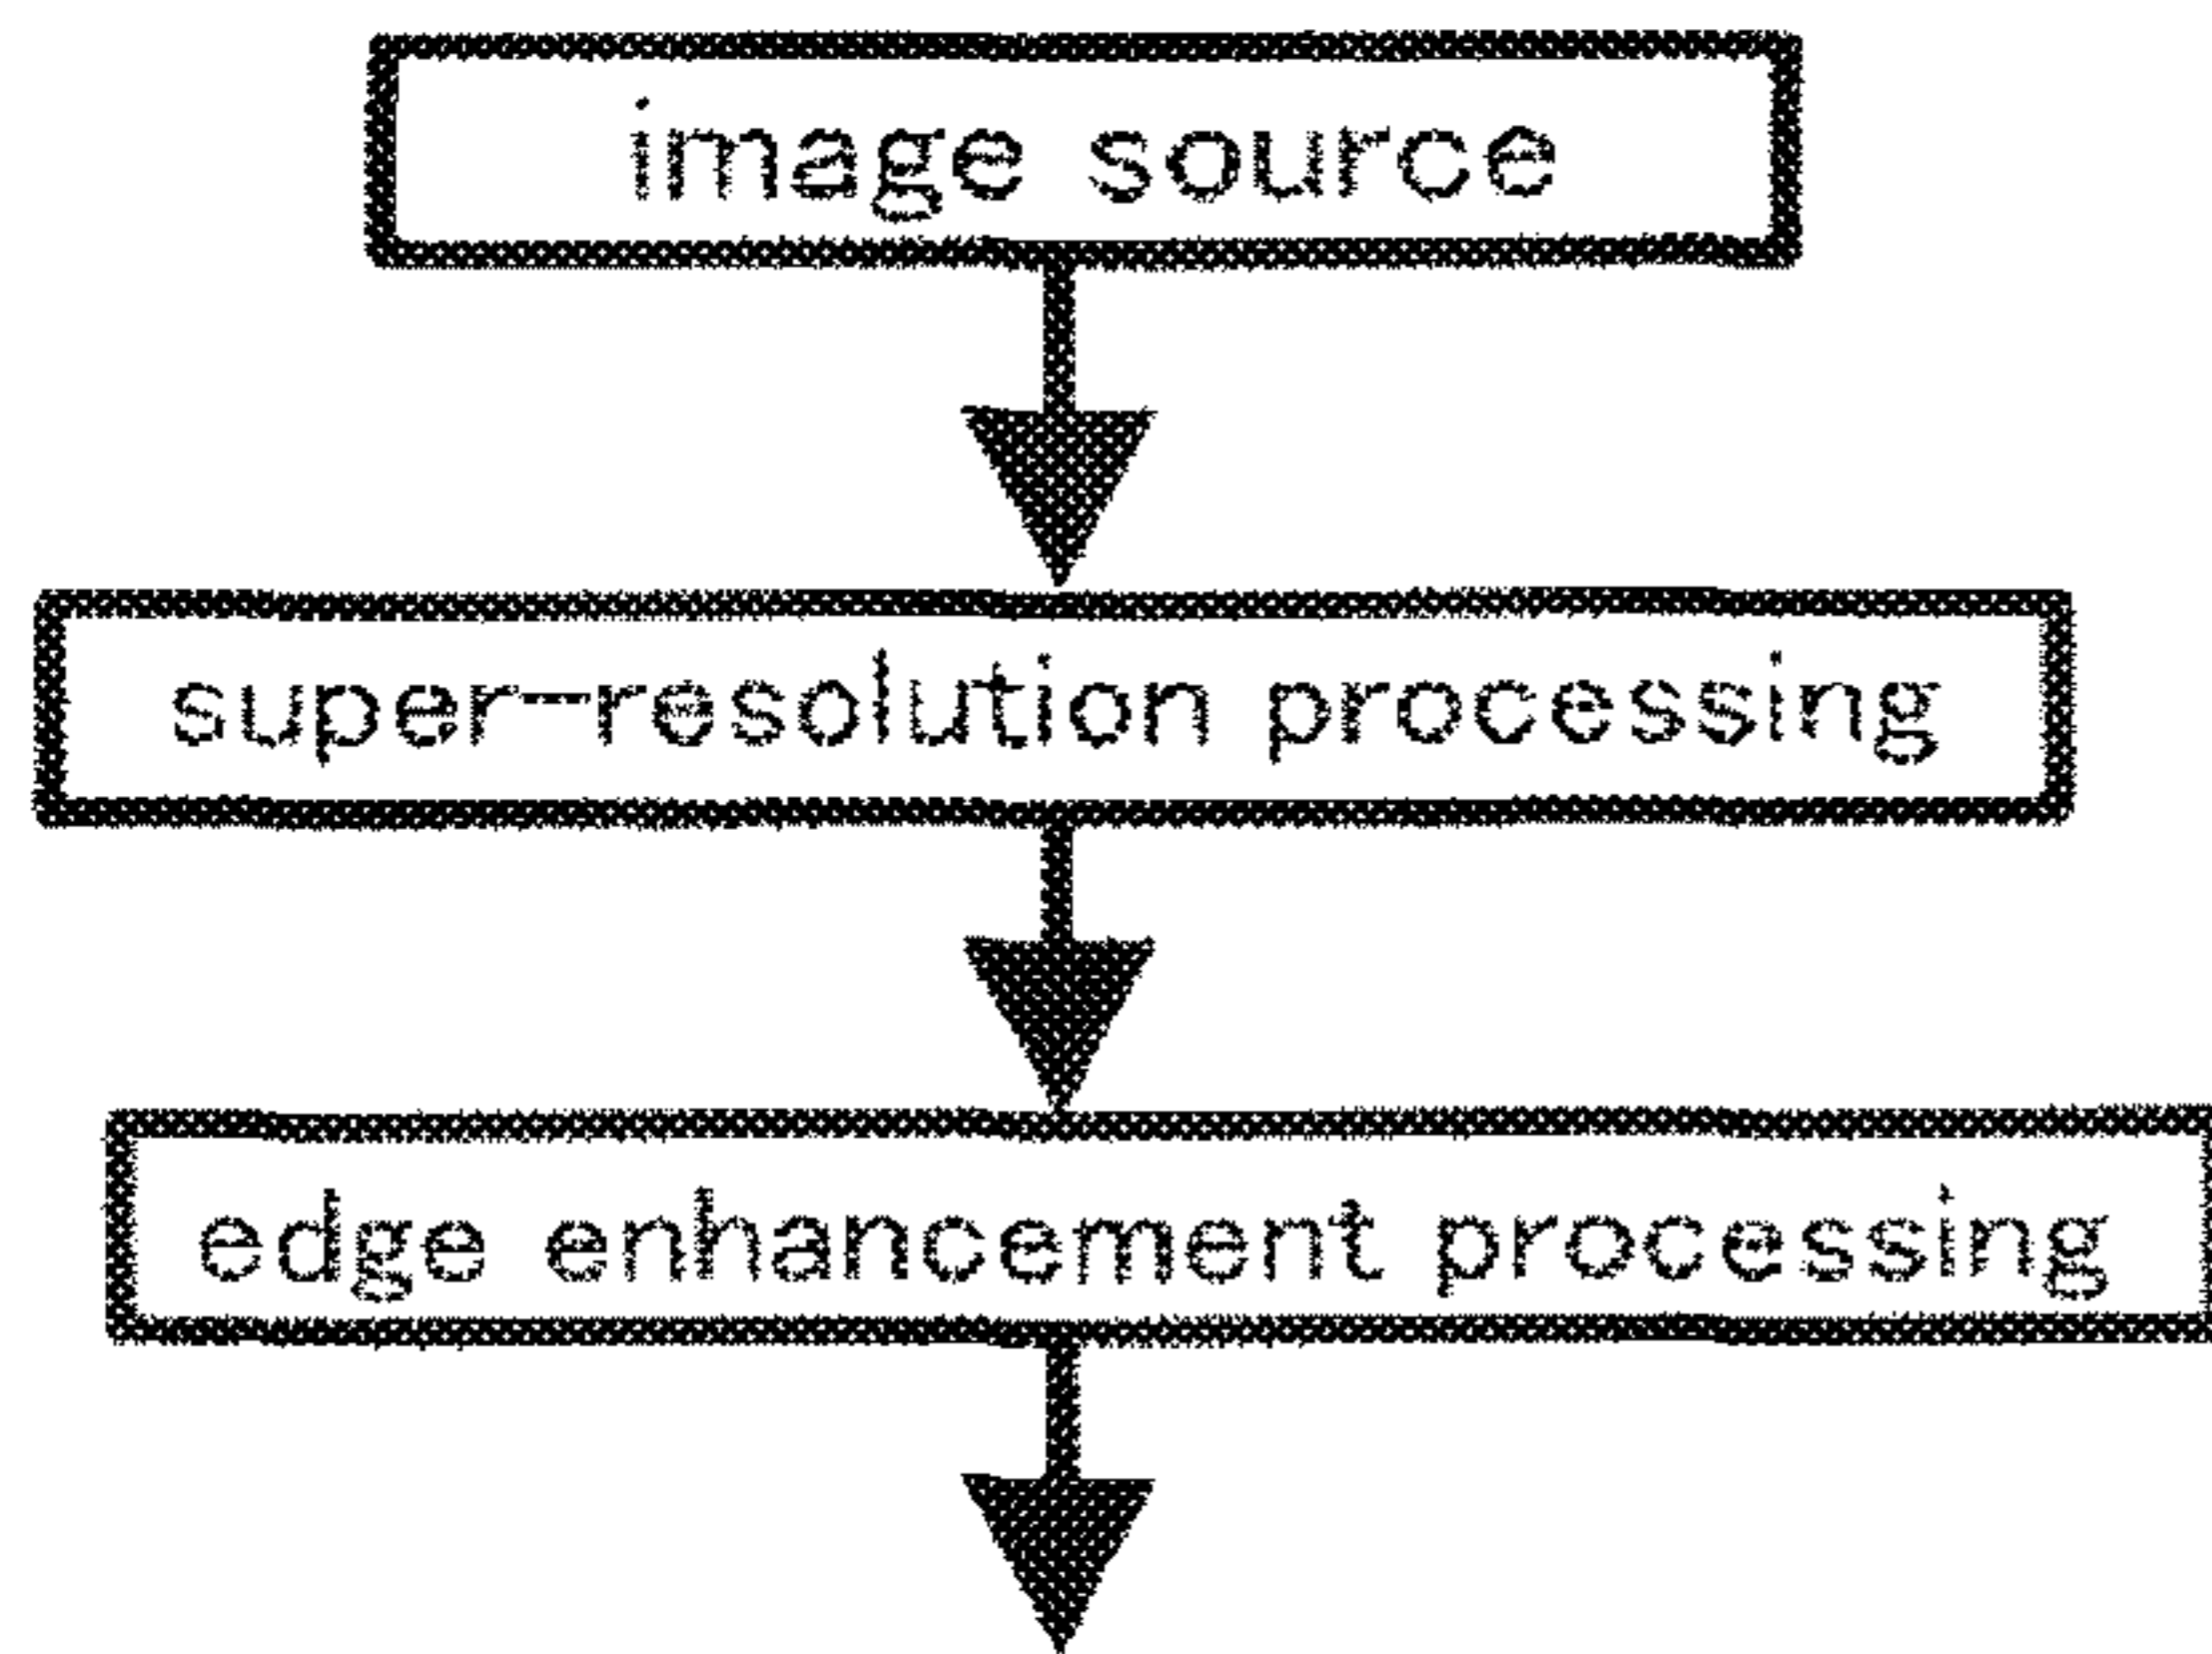 image source
super-resolution processing
edge enhancement processing